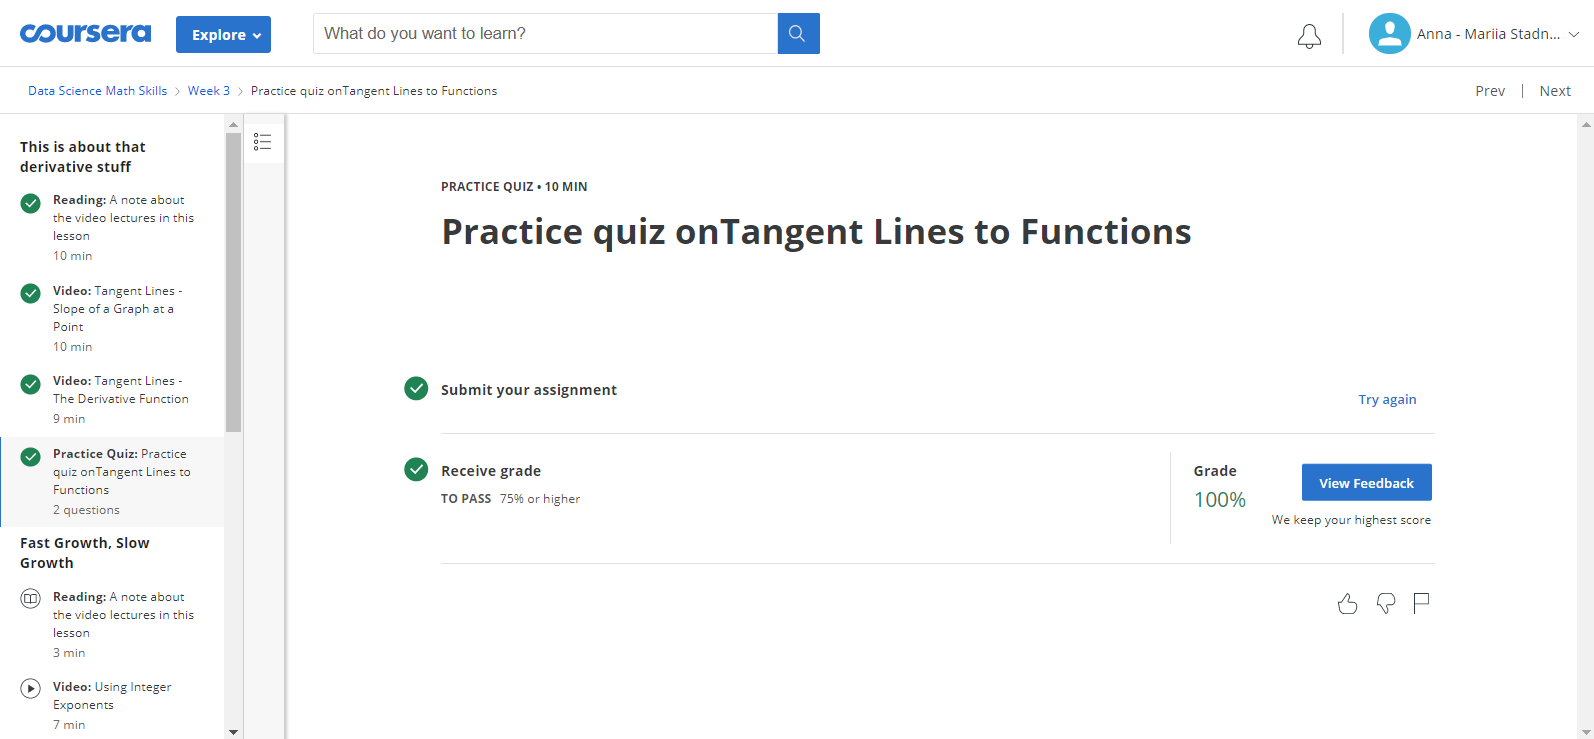 coursera
Explore
What do you want to learn?
Anna - Mariia Stadn...
Data Science Math Skills
Week 3
Practice quiz onTangent Lines to Functions
Prev
Next
This is about that
derivative stuff
Reading: A note about
the video lectures in this
lesson
10 min
Video: Tangent Lines -
Slope of a Graph at a
Point
10 min
Video: Tangent Lines -
The Derivative Function
9 min
Practice Quiz: Practice
quiz onTangent Lines to
Functions
2 questions
Fast Growth, Slow
Growth
Reading: A note about
the video lectures in this
lesson
3 min
Video: Using Integer
Exponents
7 min
PRACTICE QUIZ • 10 MIN
Practice quiz onTangent Lines to Functions
Submit your assignment
Try again
Receive grade
TO PASS 75% or higher
Grade
100%
View Feedback
We keep your highest score